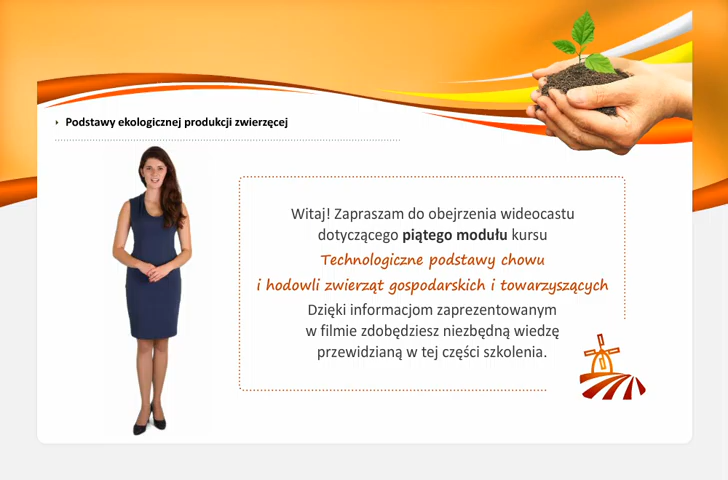 Podstawy ekologicznej produkcji zwierzęcej
Witaj! Zapraszam do obejrzenia wideocastu
dotyczącego piątego modułu kursu
Technologiczne podstawy chowu
i hodowli zwierząt gospodarskich i towarzyszących
Dzięki informacjom zaprezentowanym
w filmie zdobędziesz niezbędną wiedzę
przewidzianą w tej części szkolenia.